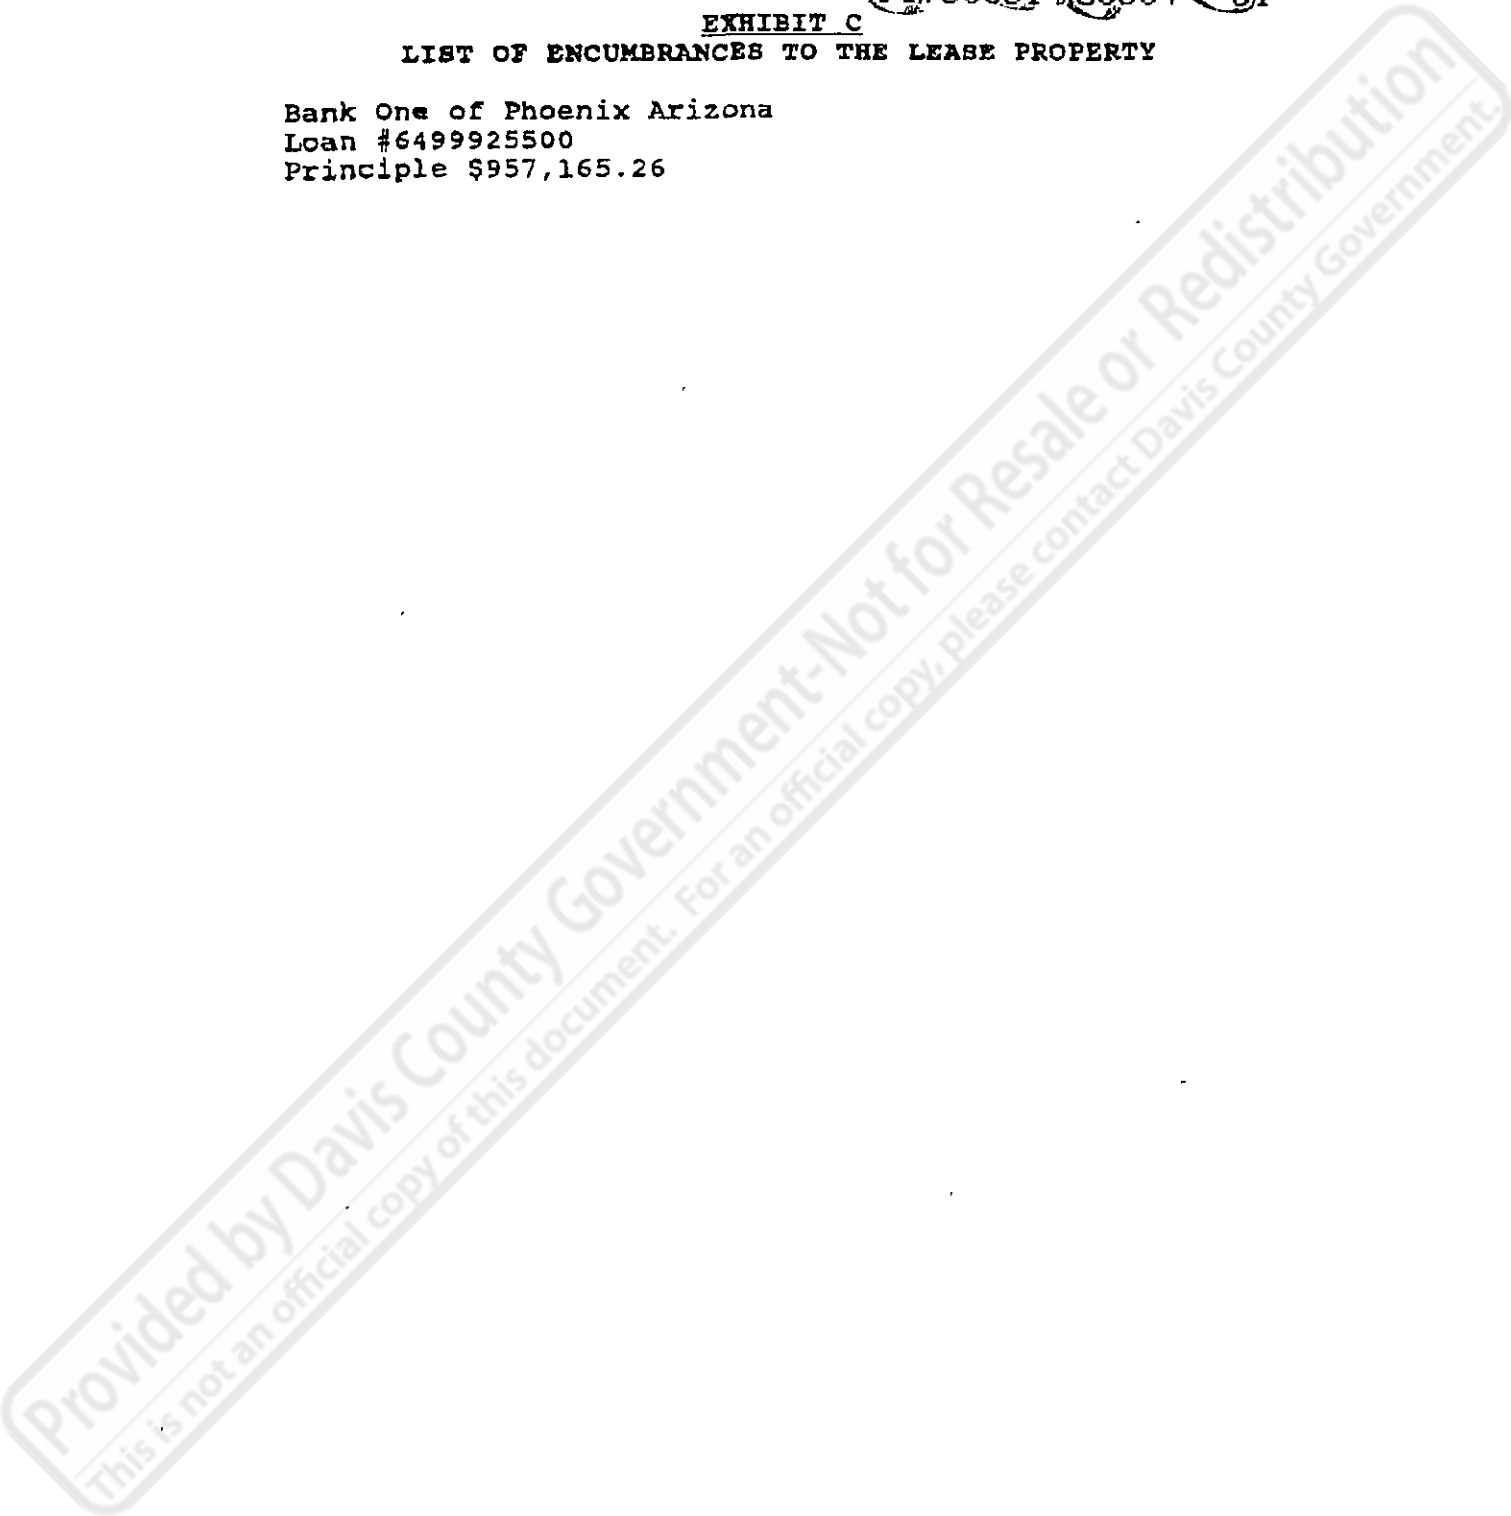 EXHIBIT C
LIST OF ENCUMBRANCES TO THE LEASE PROPERTY
Bank One of Phoenix Arizona
Loan #6499925500
Principle $957,165.26
Provided by Davis County Government-Not for Resale or Redistribution
This is not an official copy of this document. For an official copy, please contact Davis County Government.